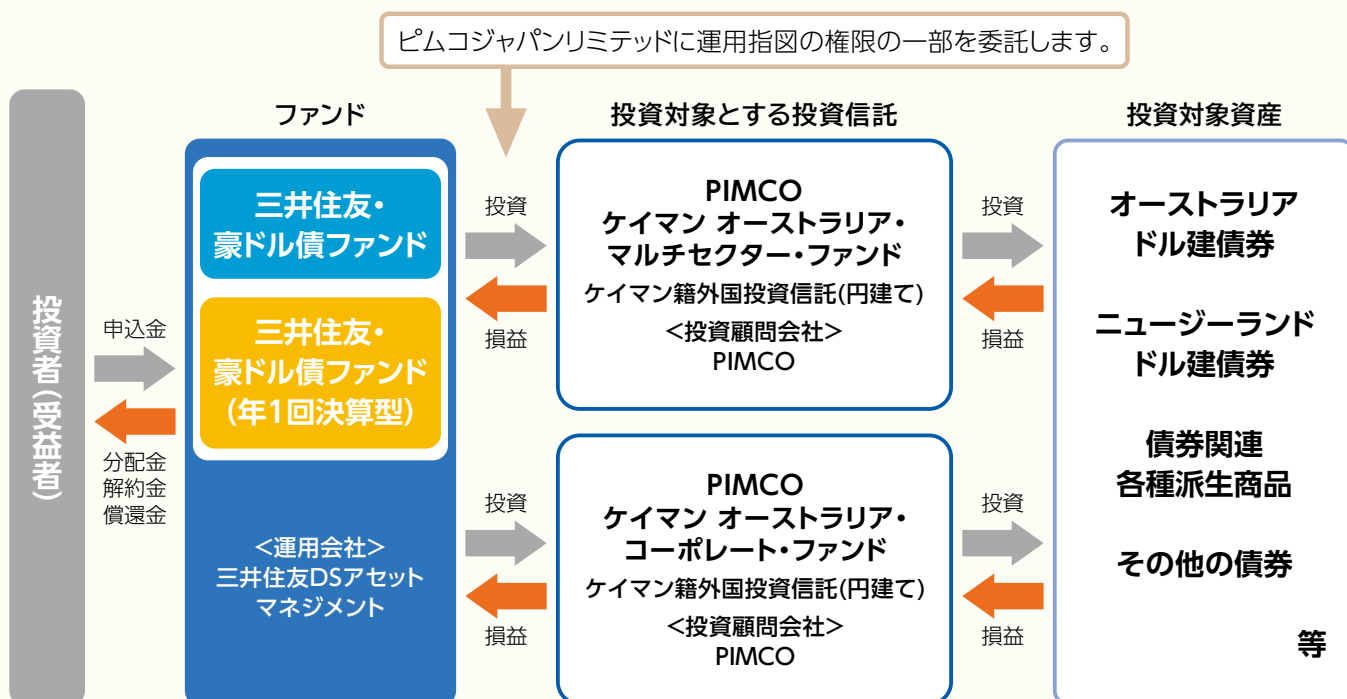 ピムコジャパンリミテッドに運用指図の権限の一部を委託します。
投資者(受益者)
申込金
分配金
解約金
償還金
ファンド
三井住友・
豪ドル債ファンド
三井住友・
豪ドル債ファンド
(年1回決算型)
<運用会社>
三井住友DSアセット
マネジメント
投資
損益
投資
損益
投資対象とする投資信託
PIMCO
ケイマン オーストラリア・
マルチセクター・ファンド
ケイマン籍外国投資信託(円建て)
<投資顧問会社>
PIMCO
PIMCO
ケイマン オーストラリア・
コーポレート・ファンド
ケイマン籍外国投資信託(円建て)
<投資顧問会社>
PIMCO
投資
損益
投資
損益
投資対象資産
オーストラリア
ドル建債券
ニュージーランド
ドル建債券
債券関連
各種派生商品
その他の債券
等